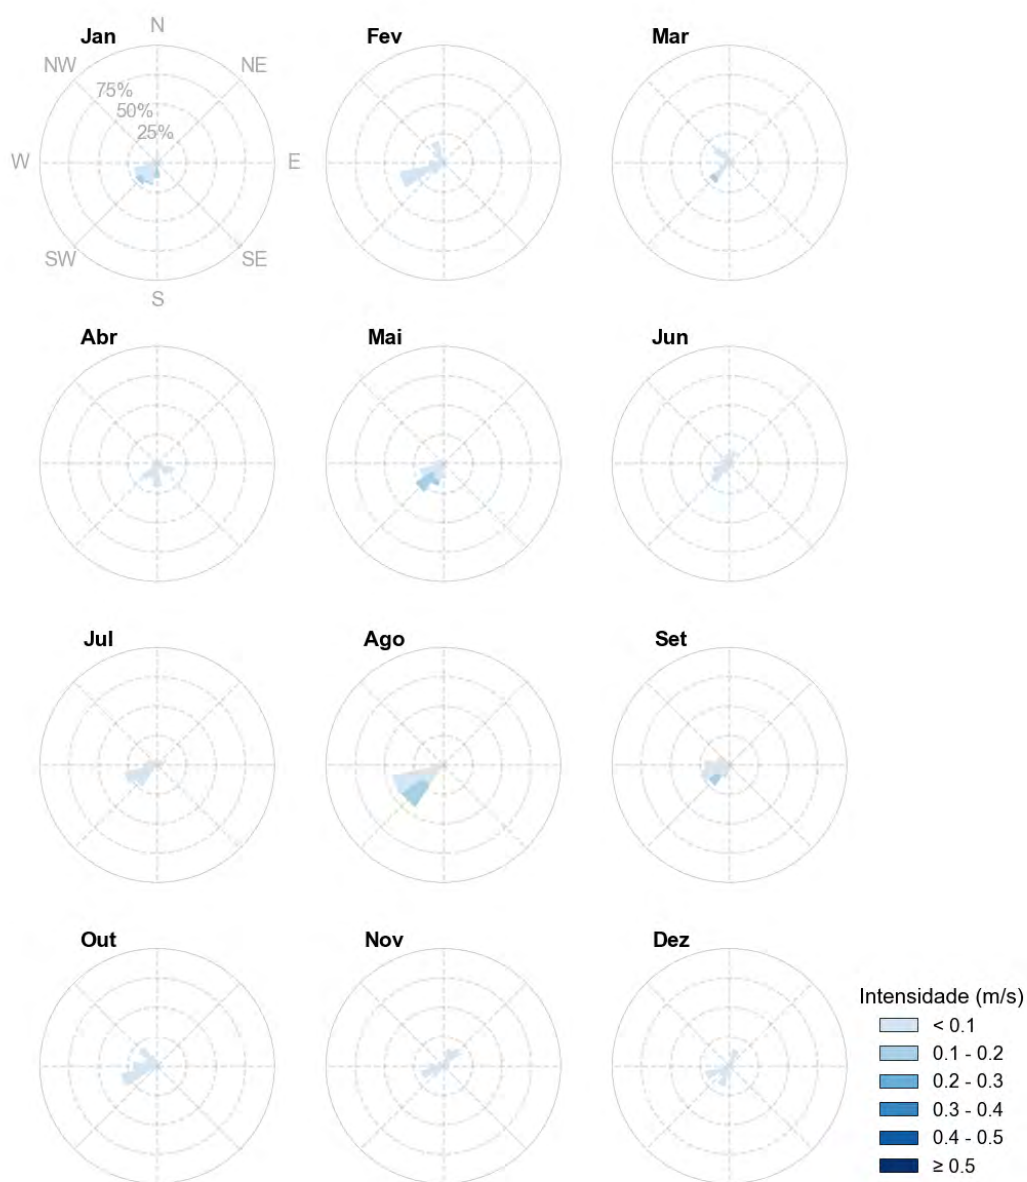 Jan
N
Fev
Mar
NW
NE
75%
50%
25%
W
E
SW
SE
S
Abr
Mai
Jun
Jul
Ago
Set
Out
Nov
Dez
Intensidade (m/s)
< 0.1
0.1 - 0.2
0.2 - 0.3
0.3 - 0.4
0.4 - 0.5
≥ 0.5